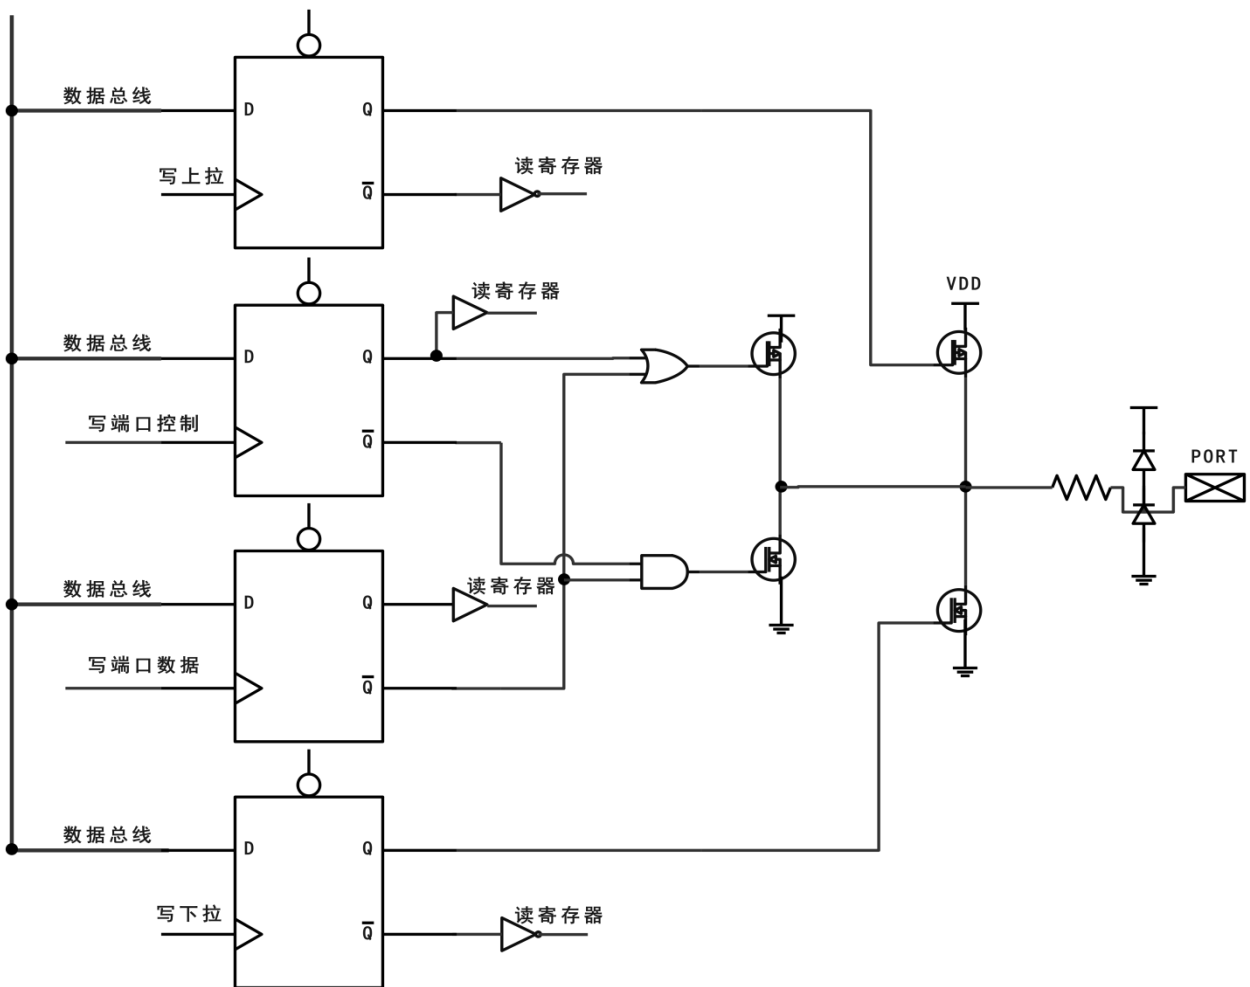 数据总线
D
Q
写上拉
Q
读寄存器
读寄存器
数据总线
D
Q
VDD
写端口控制
Q
PORT
数据总线
D
Q
读寄存器
写端口数据
Q
数据总线
D
Q
写下拉
Q
读寄存器